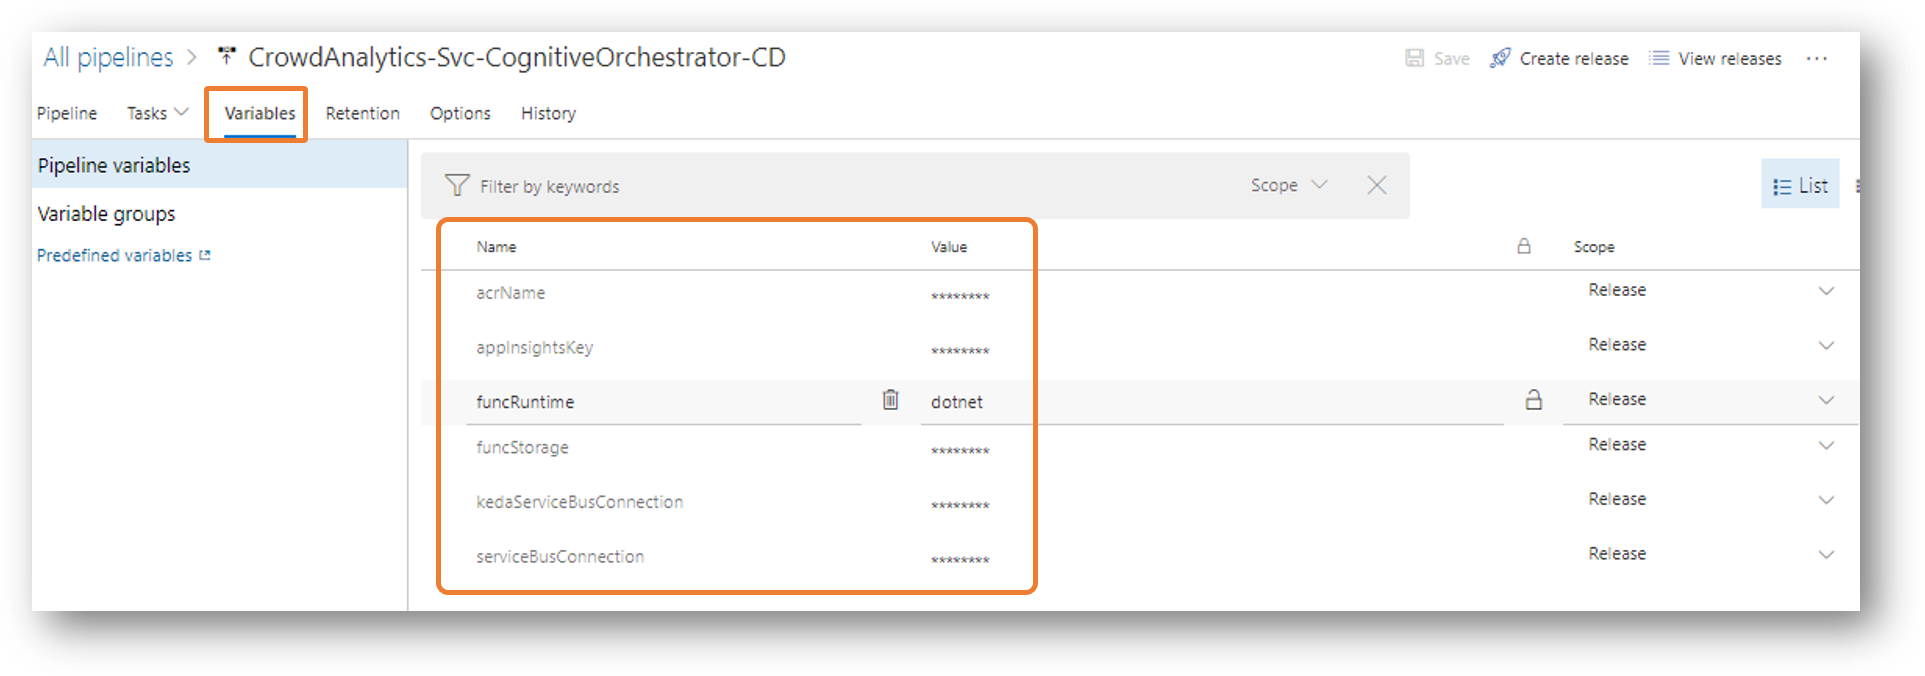 All pipelines > CrowdAnalytics-Svc-CognitiveOrchestrator-CD
Save Create release View releases ...
Pipeline Tasks Variables Retention Options History
Pipeline variables
Variable groups
Predefined variables
Filter by keywords Scope
List
Name Value Scope
acrName ******** Release
appInsightsKey ******** Release
funcRuntime dotnet Release
funcStorage ******** Release
kedaServiceBusConnection ******** Release
serviceBusConnection ******** Release